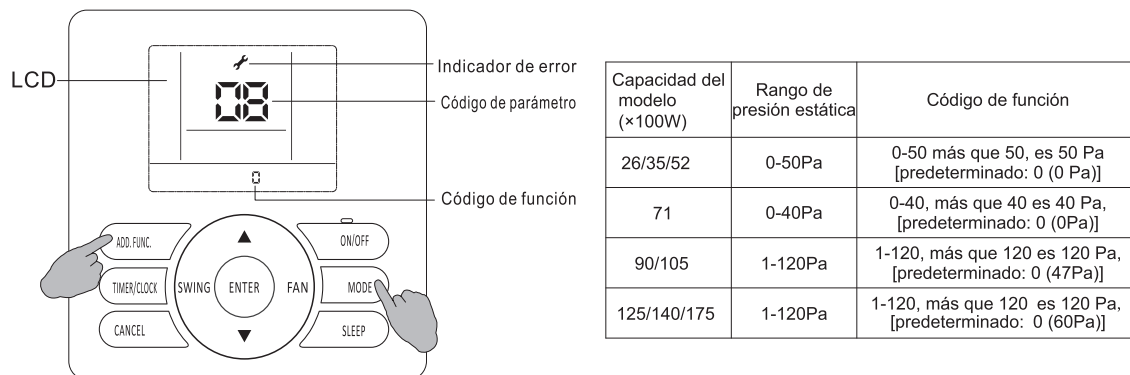 LCD
Indicador de error
08
Código de parámetro
0
Código de función
ADD. FUNC.
ON/OFF
TIMER/CLOCK
SWING
ENTER
FAN
MODE
CANCEL
SLEEP
Capacidad del
modelo
(×100W)
Rango de
presión estática
Código de función
26/35/52
0-50Pa
0-50 más que 50, es 50 Pa
[predeterminado: 0 (0 Pa)]
71
0-40Pa
0-40, más que 40 es 40 Pa,
[predeterminado: 0 (0Pa)]
90/105
1-120Pa
1-120, más que 120 es 120 Pa,
[predeterminado: 0 (47Pa)]
125/140/175
1-120Pa
1-120, más que 120 es 120 Pa,
[predeterminado: 0 (60Pa)]